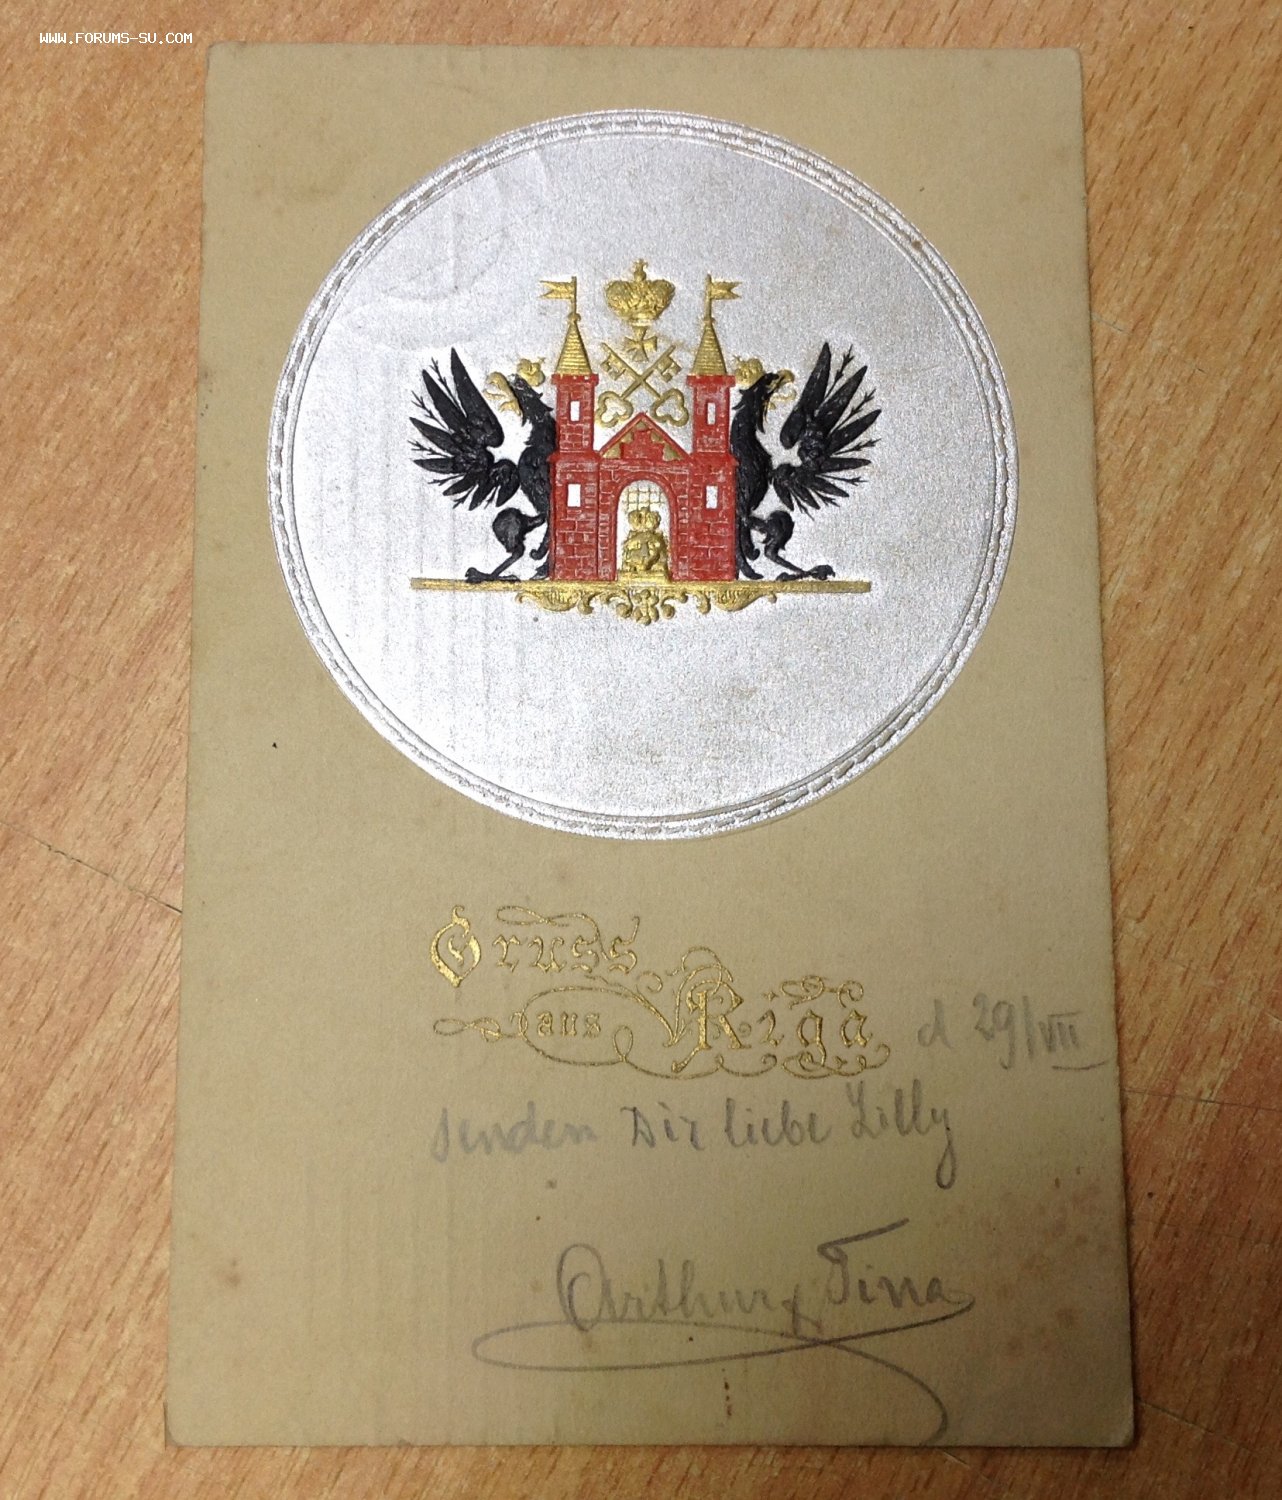 WWW.FORUMS-SU.COM
Gruss
aus Riga d 29/VII
senden Dir liebe Lilly
Arthur & Tina